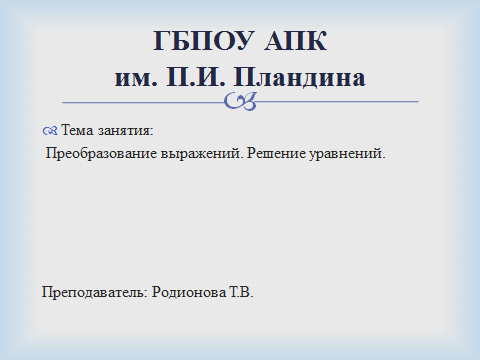 ГБПОУ АПК
им. П.И. Пландина
Тема занятия:
Преобразование выражений. Решение уравнений.
Преподаватель: Родионова Т.В.